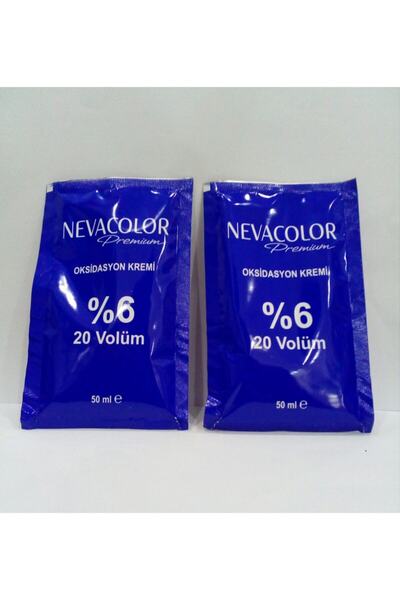 NEVACOLOR
Premium
OKSİDASYON KREMİ
%6
20 Volüm
50 ml e
NEVACOLOR
Premium
OKSİDASYON KREMİ
%6
20 Volüm
50 ml e